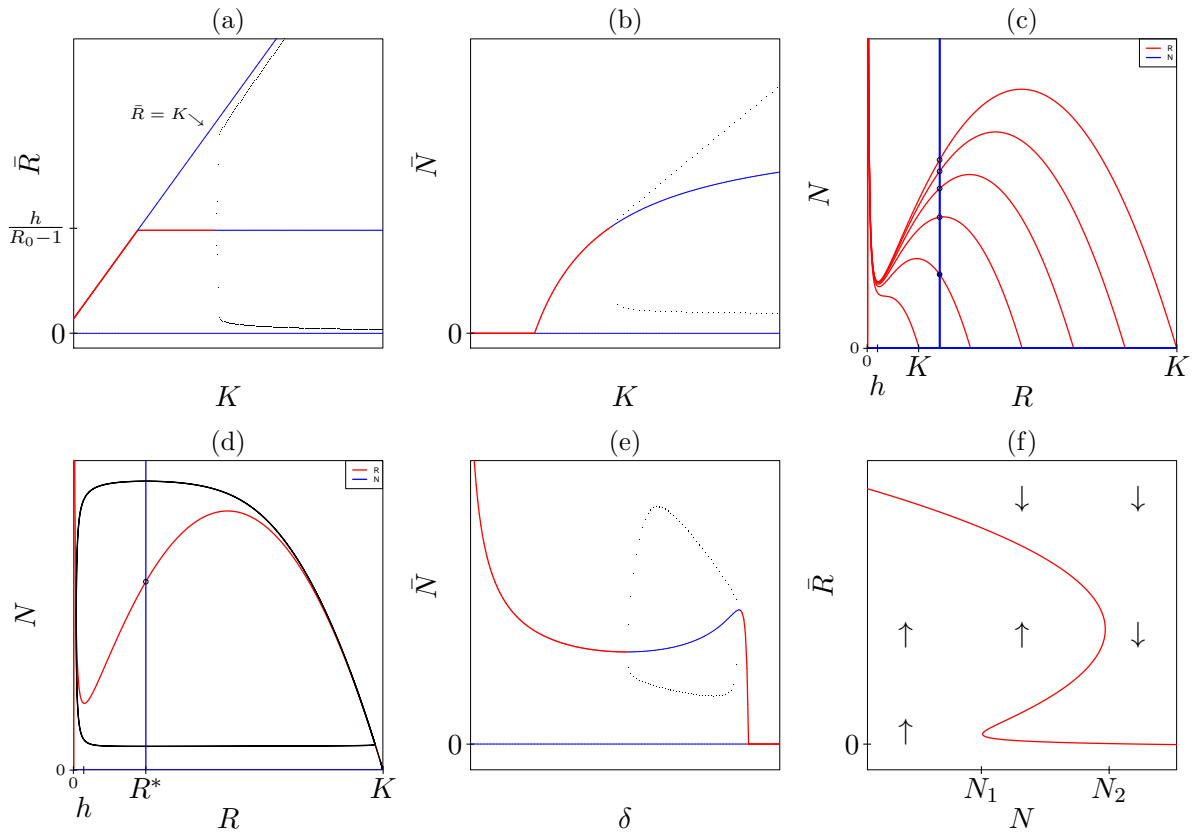 (a)
R̄ = K
R̄
h
R₀−1
0
K
(b)
N̄
0
K
(c)
R
N
N
0
h
K
K
0
R
(d)
R
N
N
0
0
h
R*
K
R
(e)
N̄
0
δ
(f)
R̄
0
N₁
N₂
N